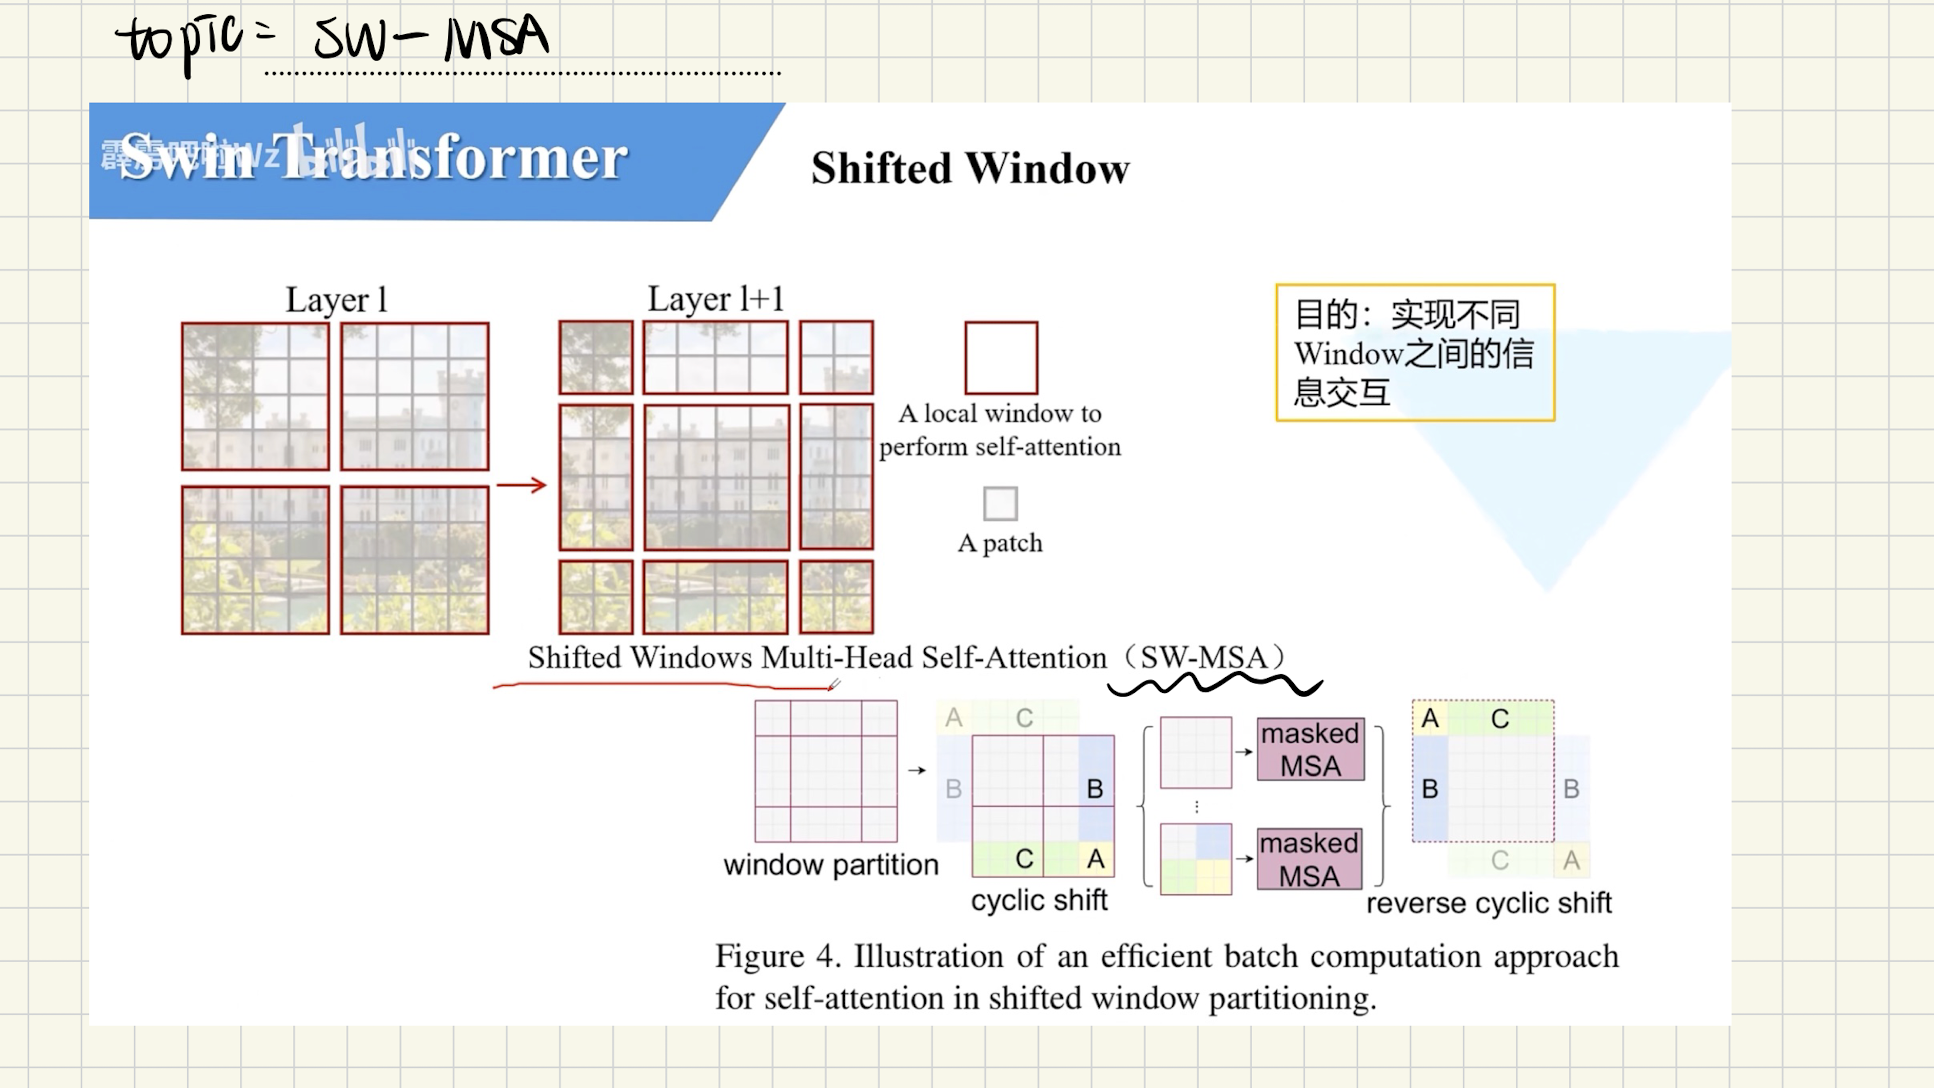 topic = SW-MSA
Swin Transformer
Shifted Window
Layer l
Layer l+1
A local window to
perform self-attention
A patch
目的：实现不同
Window之间的信
息交互
Shifted Windows Multi-Head Self-Attention（SW-MSA）
A
C
B
B
C
A
window partition
cyclic shift
masked
MSA
masked
MSA
A
C
B
B
C
A
reverse cyclic shift
Figure 4. Illustration of an efficient batch computation approach
for self-attention in shifted window partitioning.